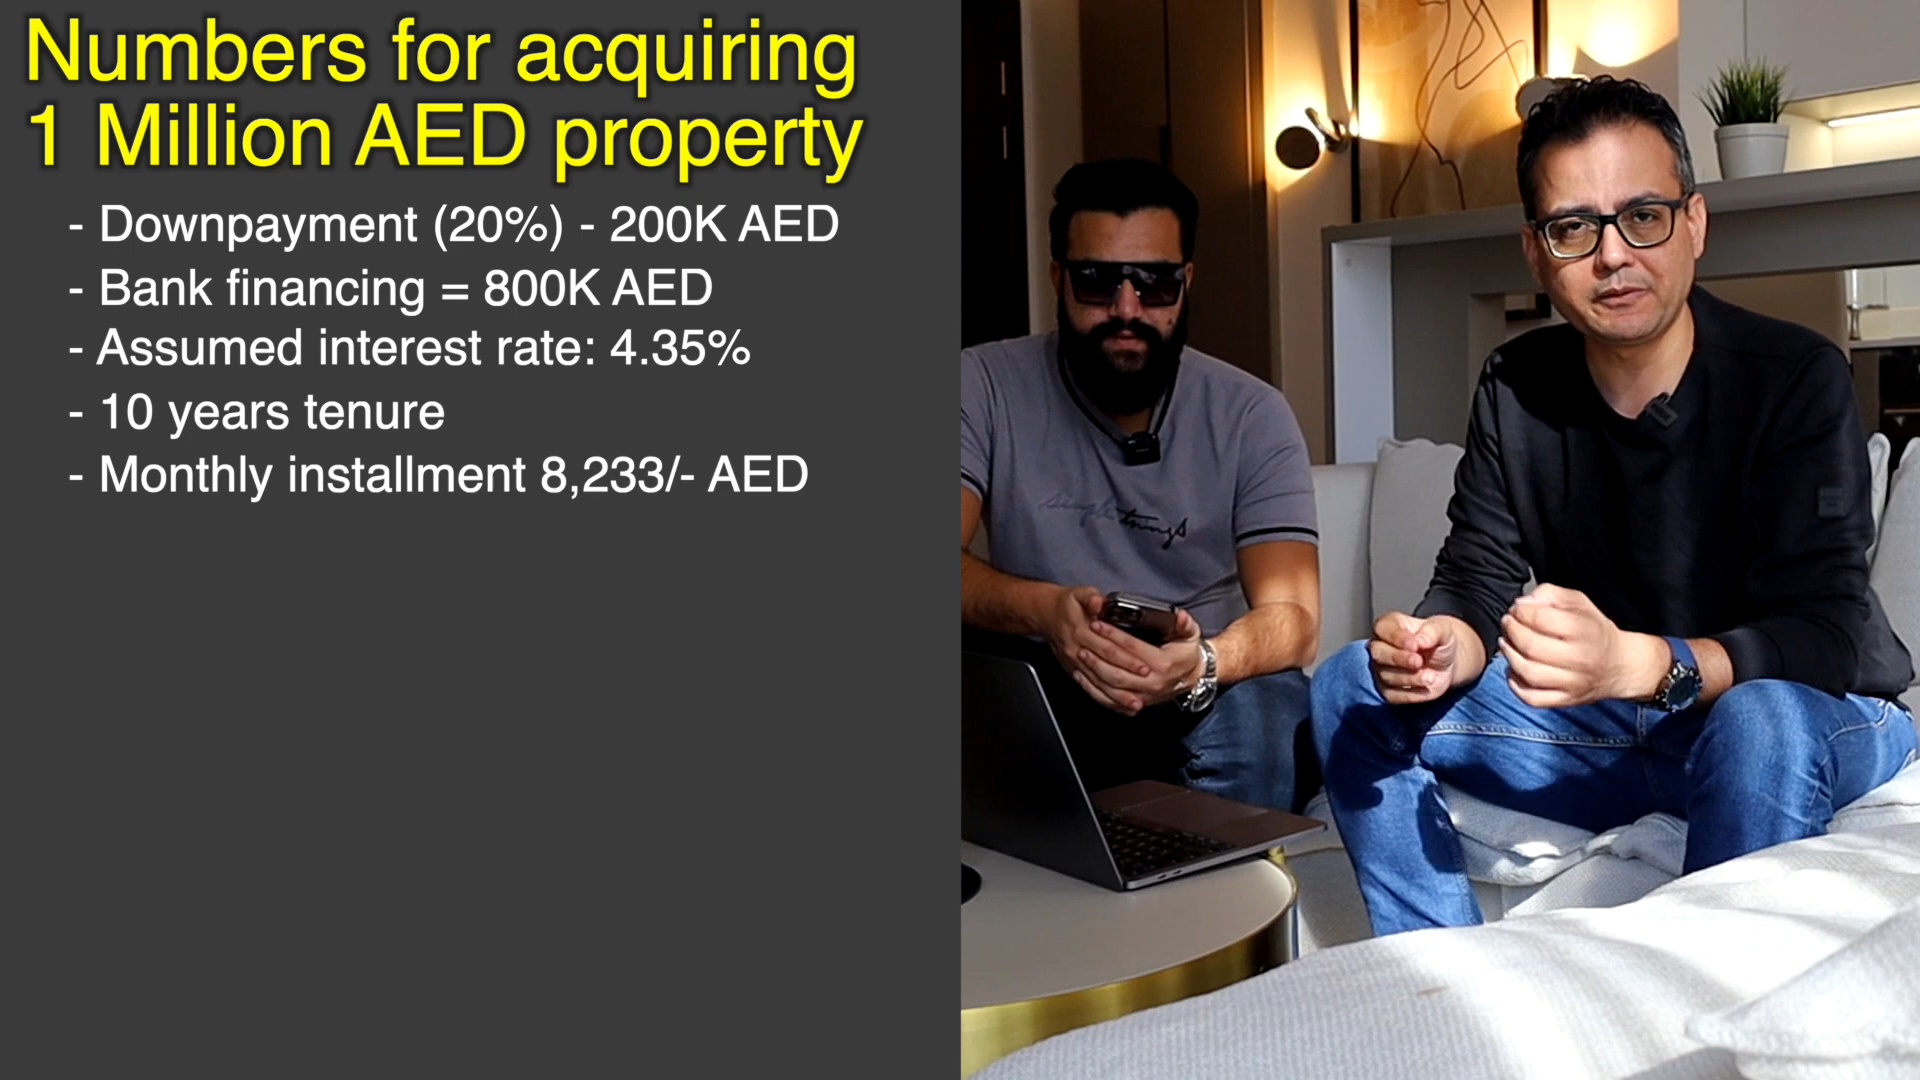 Numbers for acquiring
1 Million AED property
- Downpayment (20%) - 200K AED
- Bank financing = 800K AED
- Assumed interest rate: 4.35%
- 10 years tenure
- Monthly installment 8,233/- AED
things